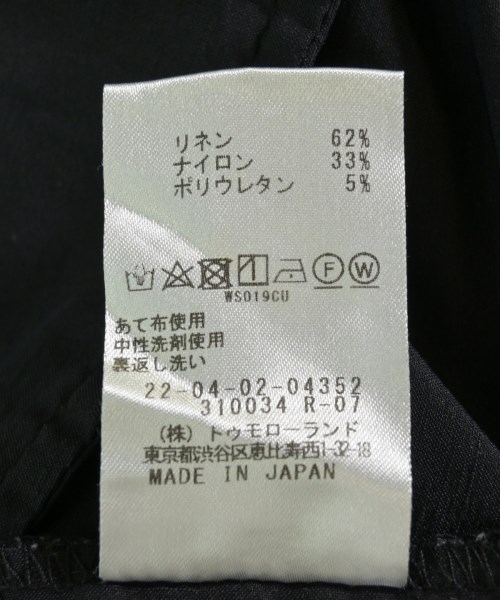 リネン 62%
ナイロン 33%
ポリウレタン 5%
F W
WS019CU
あて布使用
中性洗剤使用
裏返し洗い
22-04-02-04352
310034 R-07
(株) トゥモローランド
東京都渋谷区恵比寿西1-32-18
MADE IN JAPAN